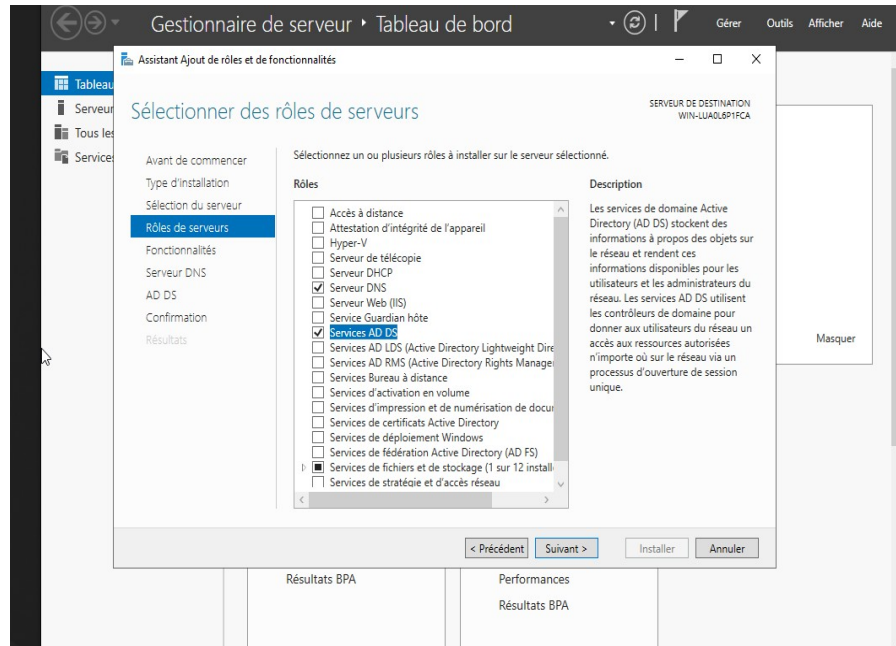 Gestionnaire de serveur ‣ Tableau de bord
Gérer
Outils
Afficher
Aide
Assistant Ajout de rôles et de fonctionnalités
Tableau
Serveur
Tous les
Services
Sélectionner des rôles de serveurs
SERVEUR DE DESTINATION
WIN-LUA0L6P1FCA
Avant de commencer
Type d'installation
Sélection du serveur
Rôles de serveurs
Fonctionnalités
Serveur DNS
AD DS
Confirmation
Résultats
Sélectionnez un ou plusieurs rôles à installer sur le serveur sélectionné.
Rôles
Accès à distance
Attestation d'intégrité de l'appareil
Hyper-V
Serveur de télécopie
Serveur DHCP
Serveur DNS
Serveur Web (IIS)
Service Guardian hôte
Services AD DS
Services AD LDS (Active Directory Lightweight Dire
Services AD RMS (Active Directory Rights Manage
Services Bureau à distance
Services d'activation en volume
Services d'impression et de numérisation de docu
Services de certificats Active Directory
Services de déploiement Windows
Services de fédération Active Directory (AD FS)
Services de fichiers et de stockage (1 sur 12 install
Services de stratégie et d'accès réseau
Description
Les services de domaine Active
Directory (AD DS) stockent des
informations à propos des objets sur
le réseau et rendent ces
informations disponibles pour les
utilisateurs et les administrateurs du
réseau. Les services AD DS utilisent
les contrôleurs de domaine pour
donner aux utilisateurs du réseau un
accès aux ressources autorisées
n'importe où sur le réseau via un
processus d'ouverture de session
unique.
Masquer
< Précédent
Suivant >
Installer
Annuler
Résultats BPA
Performances
Résultats BPA